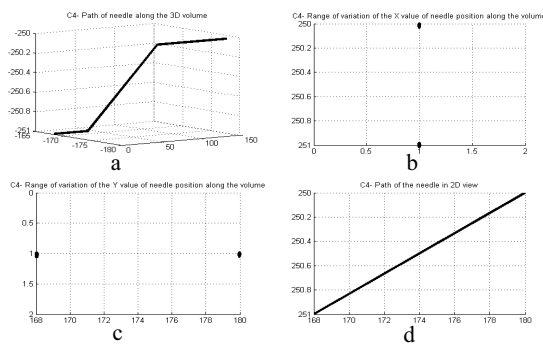 C4- Path of needle along the 3D volume
-250
-250.2
-250.4
-250.6
-250.8
-251
-165
-170
-175
-180
0
50
100
150
a
C4- Range of variation of the X value of needle position along the volume
250
250.2
250.4
250.6
250.8
251
0 0.5 1 1.5 2
b
C4- Range of variation of the Y value of needle position along the volume
0
0.5
1
1.5
2
168 170 172 174 176 178 180
c
C4- Path of the needle in 2D view
250
250.2
250.4
250.6
250.8
251
168 170 172 174 176 178 180
d